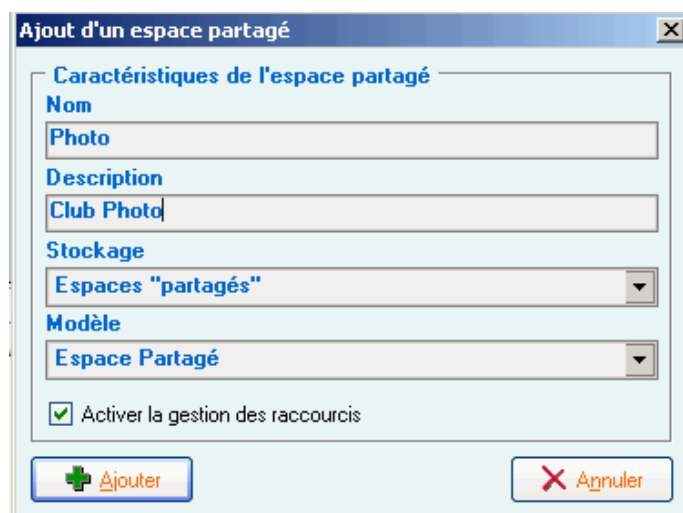 Ajout d'un espace partagé
Caractéristiques de l'espace partagé
Nom
Photo
Description
Club Photo
Stockage
Espaces "partagés"
Modèle
Espace Partagé
Activer la gestion des raccourcis
Ajouter
Annuler